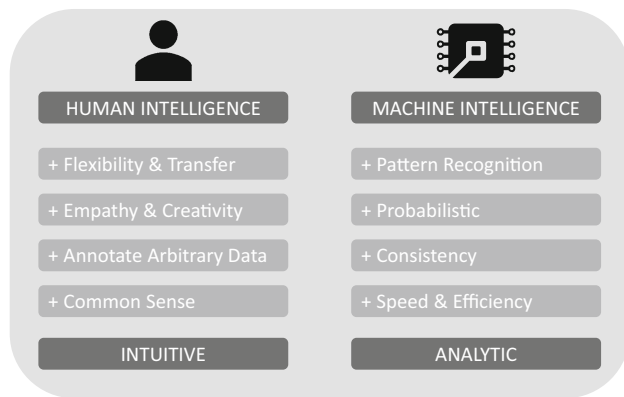 HUMAN INTELLIGENCE
+ Flexibility & Transfer
+ Empathy & Creativity
+ Annotate Arbitrary Data
+ Common Sense
INTUITIVE
MACHINE INTELLIGENCE
+ Pattern Recognition
+ Probabilistic
+ Consistency
+ Speed & Efficiency
ANALYTIC